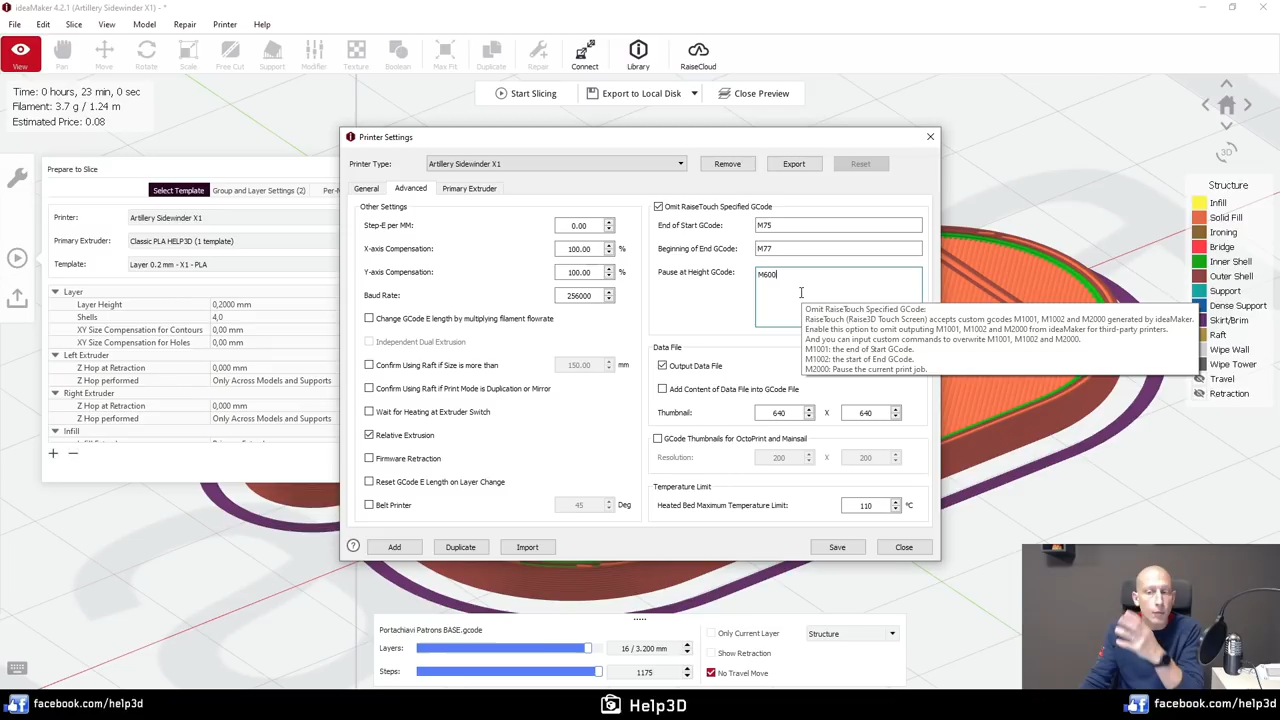 ideaMaker 4.2.1 (Artillery Sidewinder X1) - *
File Edit Slice View Model Repair Printer Help
View Pan Move Rotate Scale Free Cut Support Modifier Texture Boolean Max Fit Duplicate Repair Connect Library RaiseCloud
Time: 0 hours, 23 min, 0 sec
Filament: 3.7 g / 1.24 m
Estimated Price: 0.08
Start Slicing Export to Local Disk Close Preview
Prepare to Slice
Select Template Group and Layer Settings (2) Per-M
Printer: Artillery Sidewinder X1
Primary Extruder: Classic PLA HELP3D (1 template)
Template: Layer 0.2 mm - X1 - PLA
Layer
Layer Height 0,2000 mm
Shells 4,0
XY Size Compensation for Contours 0,00 mm
XY Size Compensation for Holes 0,00 mm
Left Extruder
Z Hop at Retraction 0,000 mm
Z Hop performed Only Across Models and Supports
Right Extruder
Z Hop at Retraction 0,000 mm
Z Hop performed Only Across Models and Supports
Infill
Printer Settings
Printer Type: Artillery Sidewinder X1 Remove Export Reset
General Advanced Primary Extruder
Other Settings
Step-E per MM: 0.00
X-axis Compensation: 100.00 %
Y-axis Compensation: 100.00 %
Baud Rate: 256000
Change GCode E length by multiplying filament flowrate
Independent Dual Extrusion
Confirm Using Raft if Size is more than 150.00 mm
Confirm Using Raft if Print Mode is Duplication or Mirror
Wait for Heating at Extruder Switch
Relative Extrusion
Firmware Retraction
Reset GCode E Length on Layer Change
Belt Printer 45 Deg
Omit RaiseTouch Specified GCode
End of Start GCode: M75
Beginning of End GCode: M77
Pause at Height GCode: M600
Omit RaiseTouch Specified GCode:
RaiseTouch (Raise3D Touch Screen) accepts custom gcodes M1001, M1002 and M2000 generated by ideaMaker.
Enable this option to omit outputing M1001, M1002 and M2000 from ideaMaker for third-party printers.
And you can input custom commands to overwrite M1001, M1002 and M2000.
M1001: the end of Start GCode.
M1002: the start of End GCode.
M2000: Pause the current print job.
Data File
Output Data File
Add Content of Data File into GCode File
Thumbnail: 640 X 640
GCode Thumbnails for OctoPrint and Mainsail
Resolution: 200 X 200
Temperature Limit
Heated Bed Maximum Temperature Limit: 110 °C
? Add Duplicate Import Save Close
3D
Structure
Infill
Solid Fill
Ironing
Bridge
Inner Shell
Outer Shell
Support
Dense Support
Skirt/Brim
Raft
Wipe Wall
Wipe Tower
Travel
Retraction
Portachiavi Patrons BASE.gcode
Layers: 16 / 3.200 mm
Steps: 1175
Only Current Layer Structure
Show Retraction
No Travel Move
facebook.com/help3d Help3D facebook.com/help3d